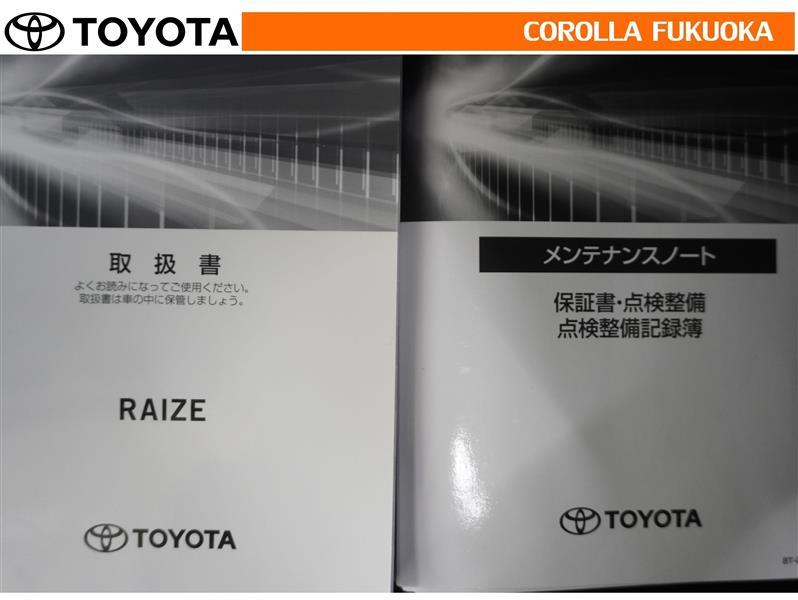 TOYOTA
COROLLA FUKUOKA
取扱書
よくお読みになってご使用ください。
取扱書は車の中に保管しましょう。
RAIZE
TOYOTA
メンテナンスノート
保証書・点検整備
点検整備記録簿
TOYOTA